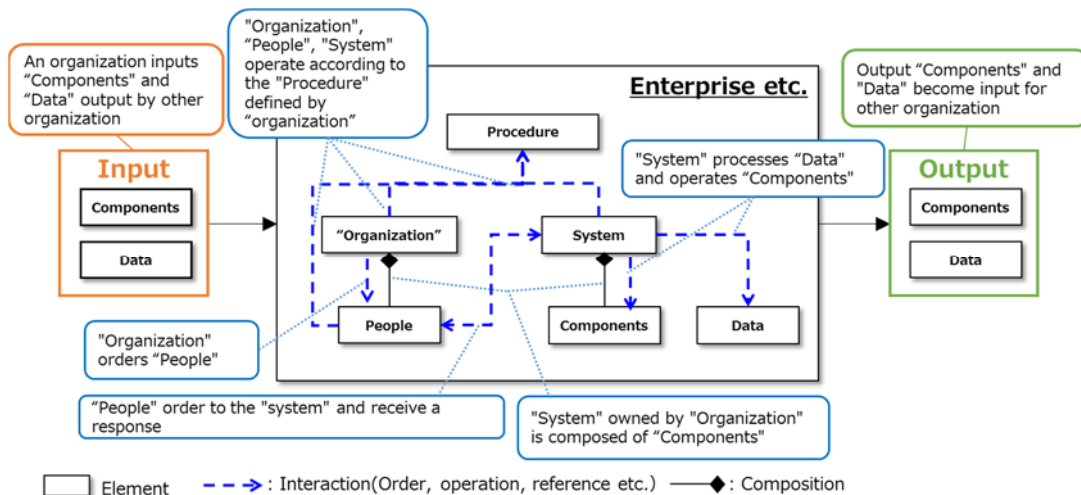 "Organization",
“People", "System"
operate according to
the "Procedure"
defined by
“organization”
An organization inputs
“Components” and
“Data” output by other
organization
Output “Components” and
"Data” become input for
other organization
Enterprise etc.
Procedure
"System” processes “Data”
and operates “Components”
Input
Components
Data
“Organization”
System
People
Components
Data
Output
Components
Data
"Organization"
orders “People”
“People" order to the "system" and receive a
response
"System" owned by "Organization"
is composed of “Components”
Element
: Interaction(Order, operation, reference etc.)
: Composition